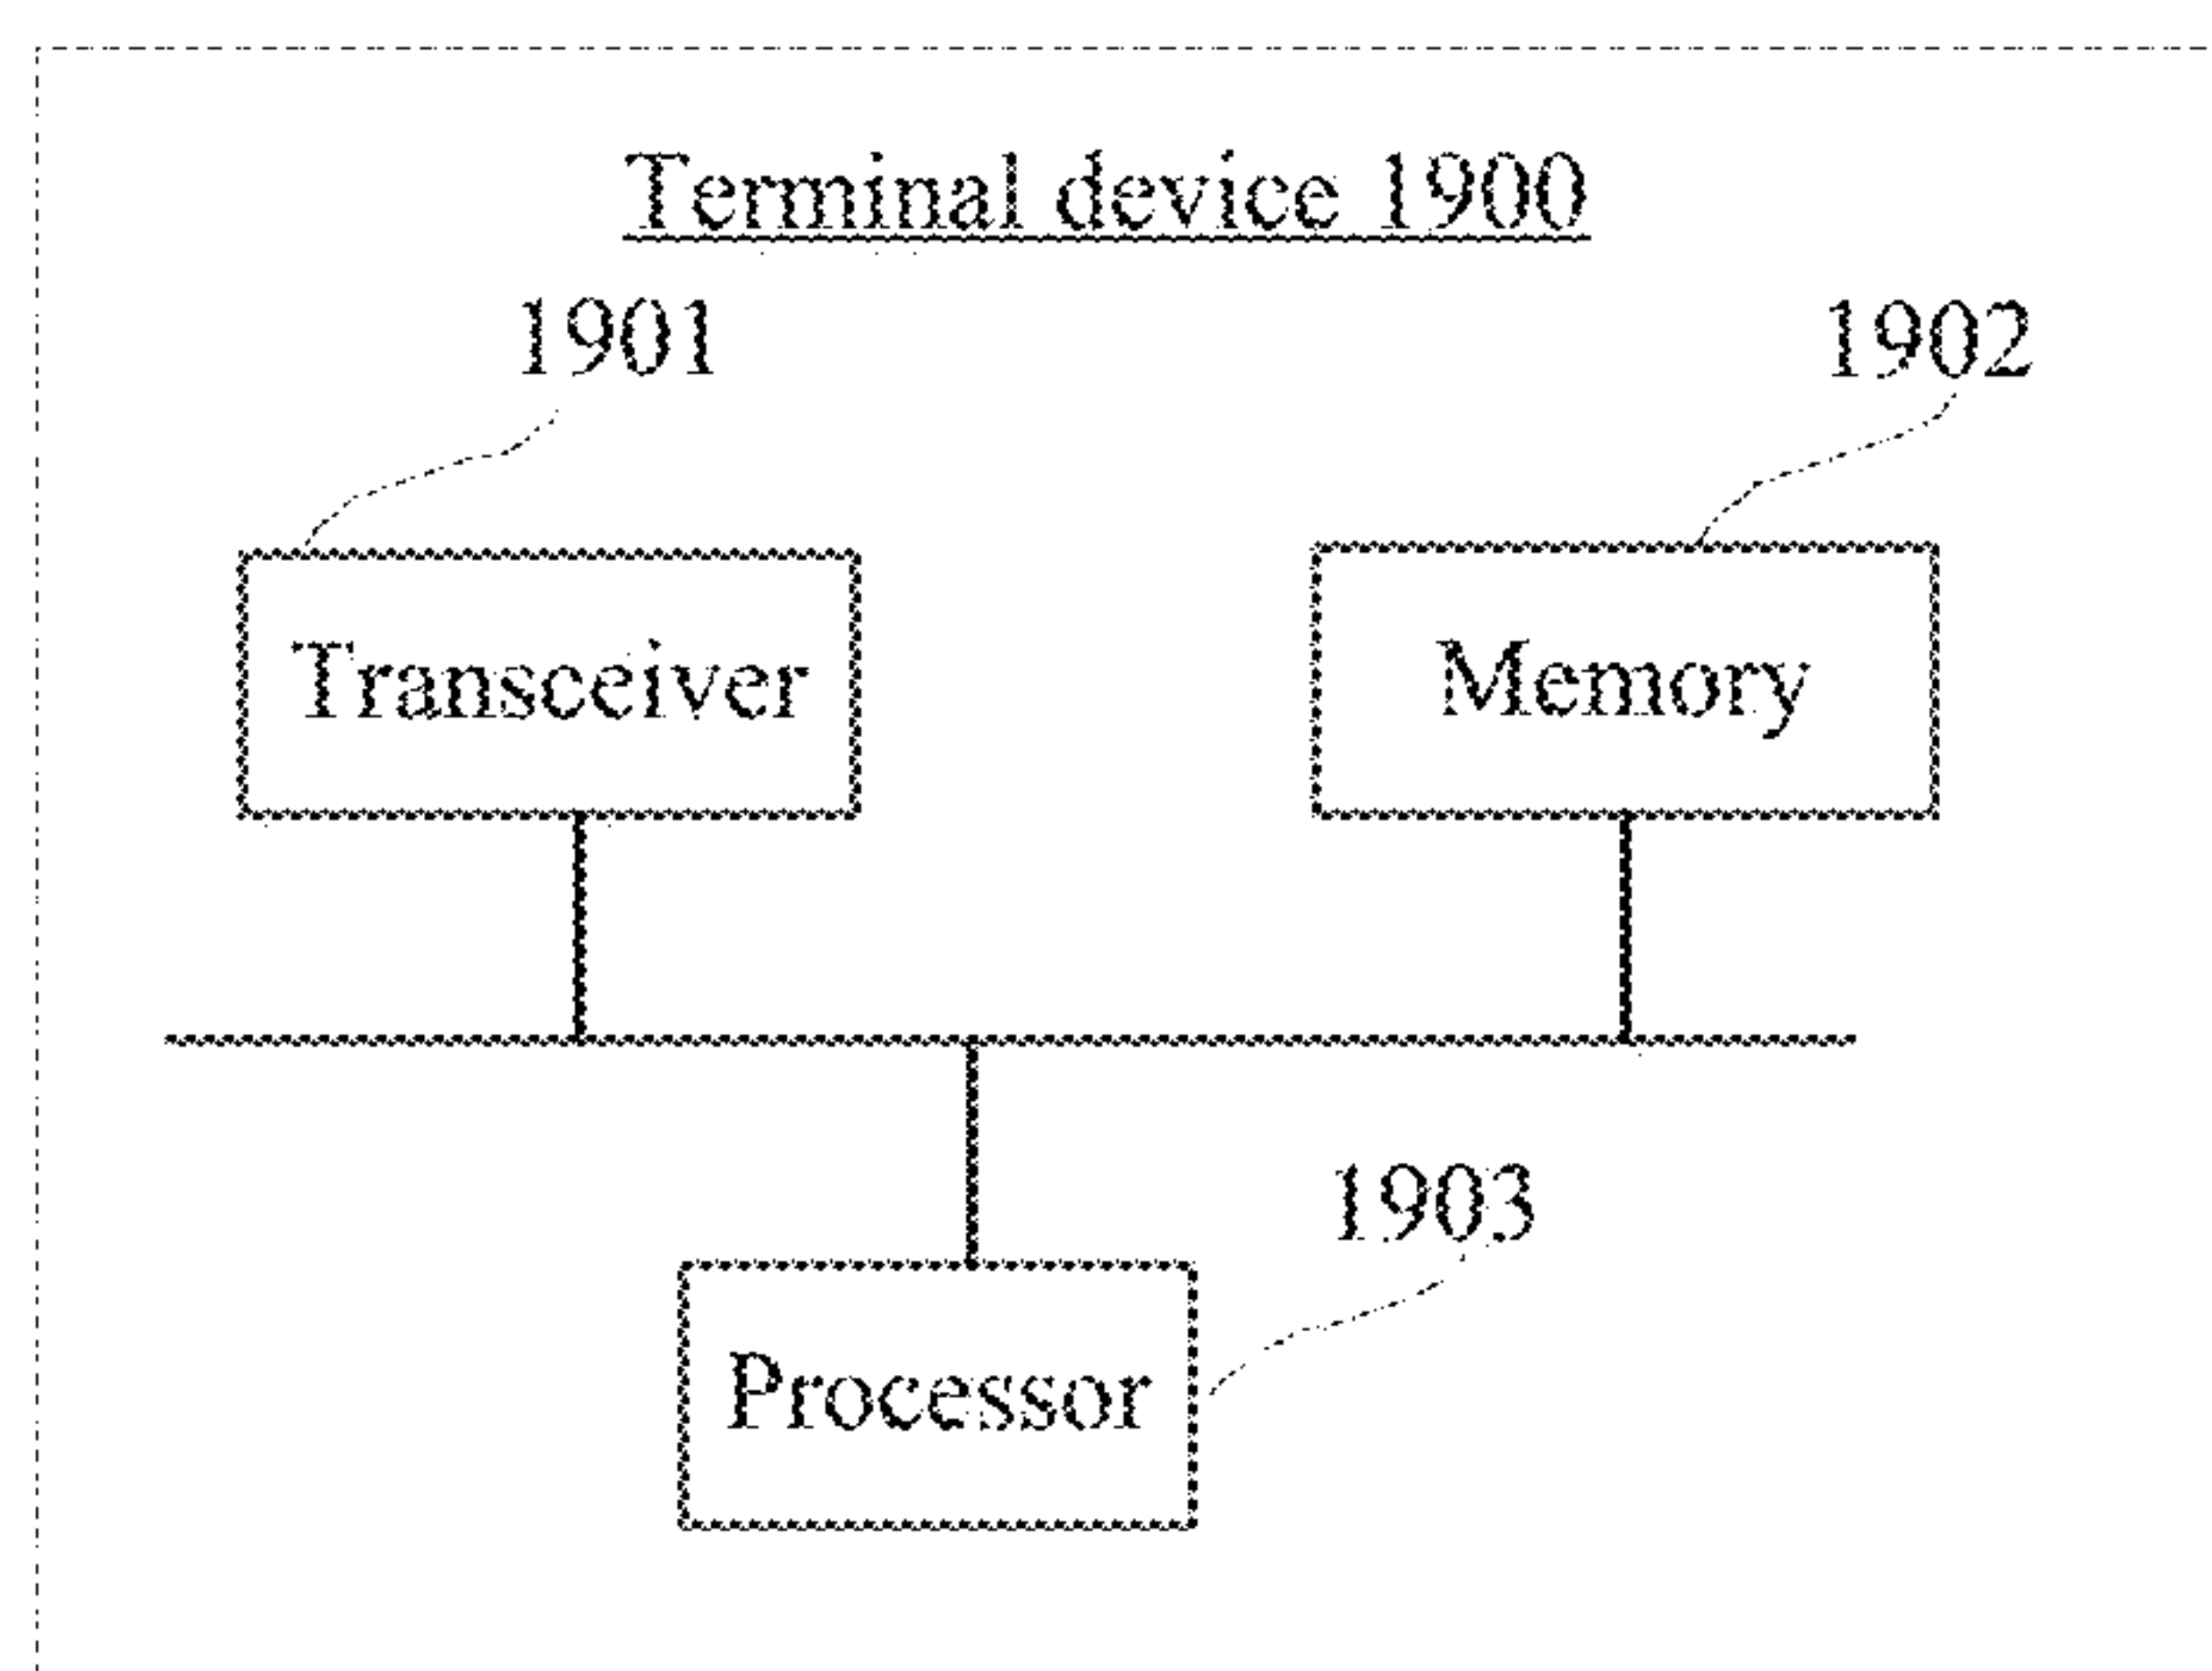 Terminal device 1900
1901
1902
Transceiver
Memory
1903
Processor